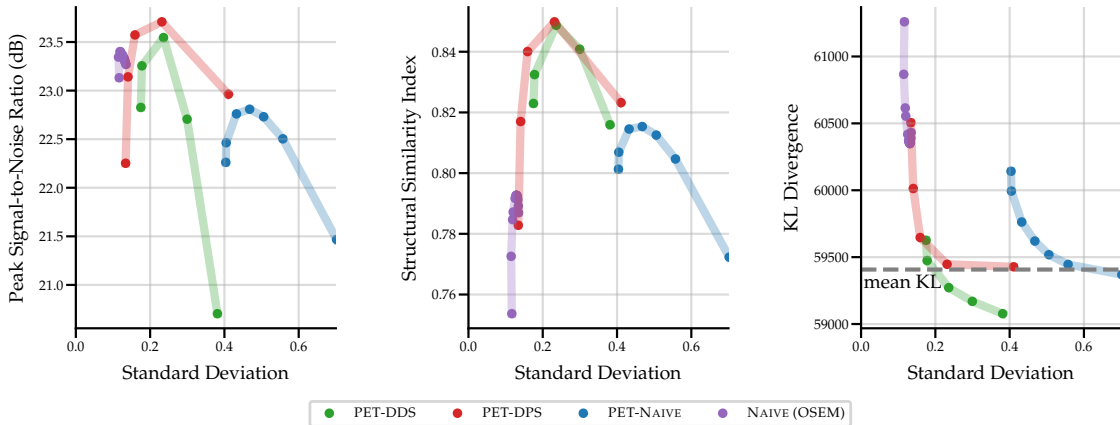 Peak Signal-to-Noise Ratio (dB)
23.5
23.0
22.5
22.0
21.5
21.0
0.0
0.2
0.4
0.6
Standard Deviation
Structural Similarity Index
0.84
0.82
0.80
0.78
0.76
0.0
0.2
0.4
0.6
Standard Deviation
KL Divergence
61000
60500
60000
59500
59000
mean KL
0.0
0.2
0.4
0.6
Standard Deviation
PET-DDS
PET-DPS
PET-NAIVE
NAIVE (OSEM)